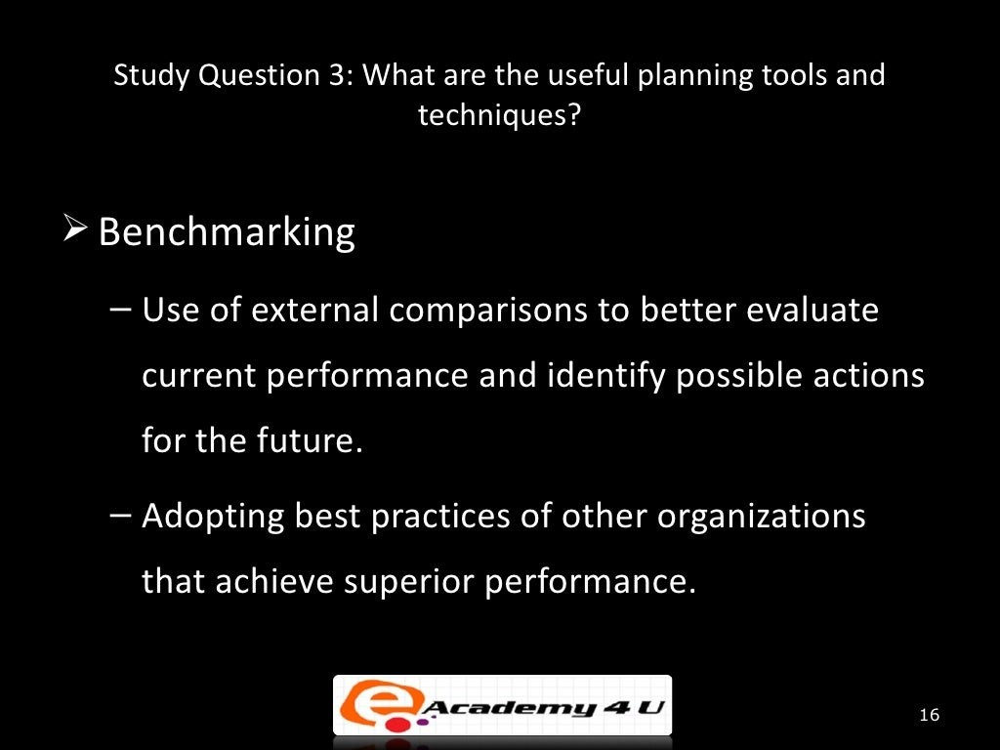 Study Question 3: What are the useful planning tools and
techniques?
➢ Benchmarking
– Use of external comparisons to better evaluate
current performance and identify possible actions
for the future.
– Adopting best practices of other organizations
that achieve superior performance.
e Academy 4 U
16